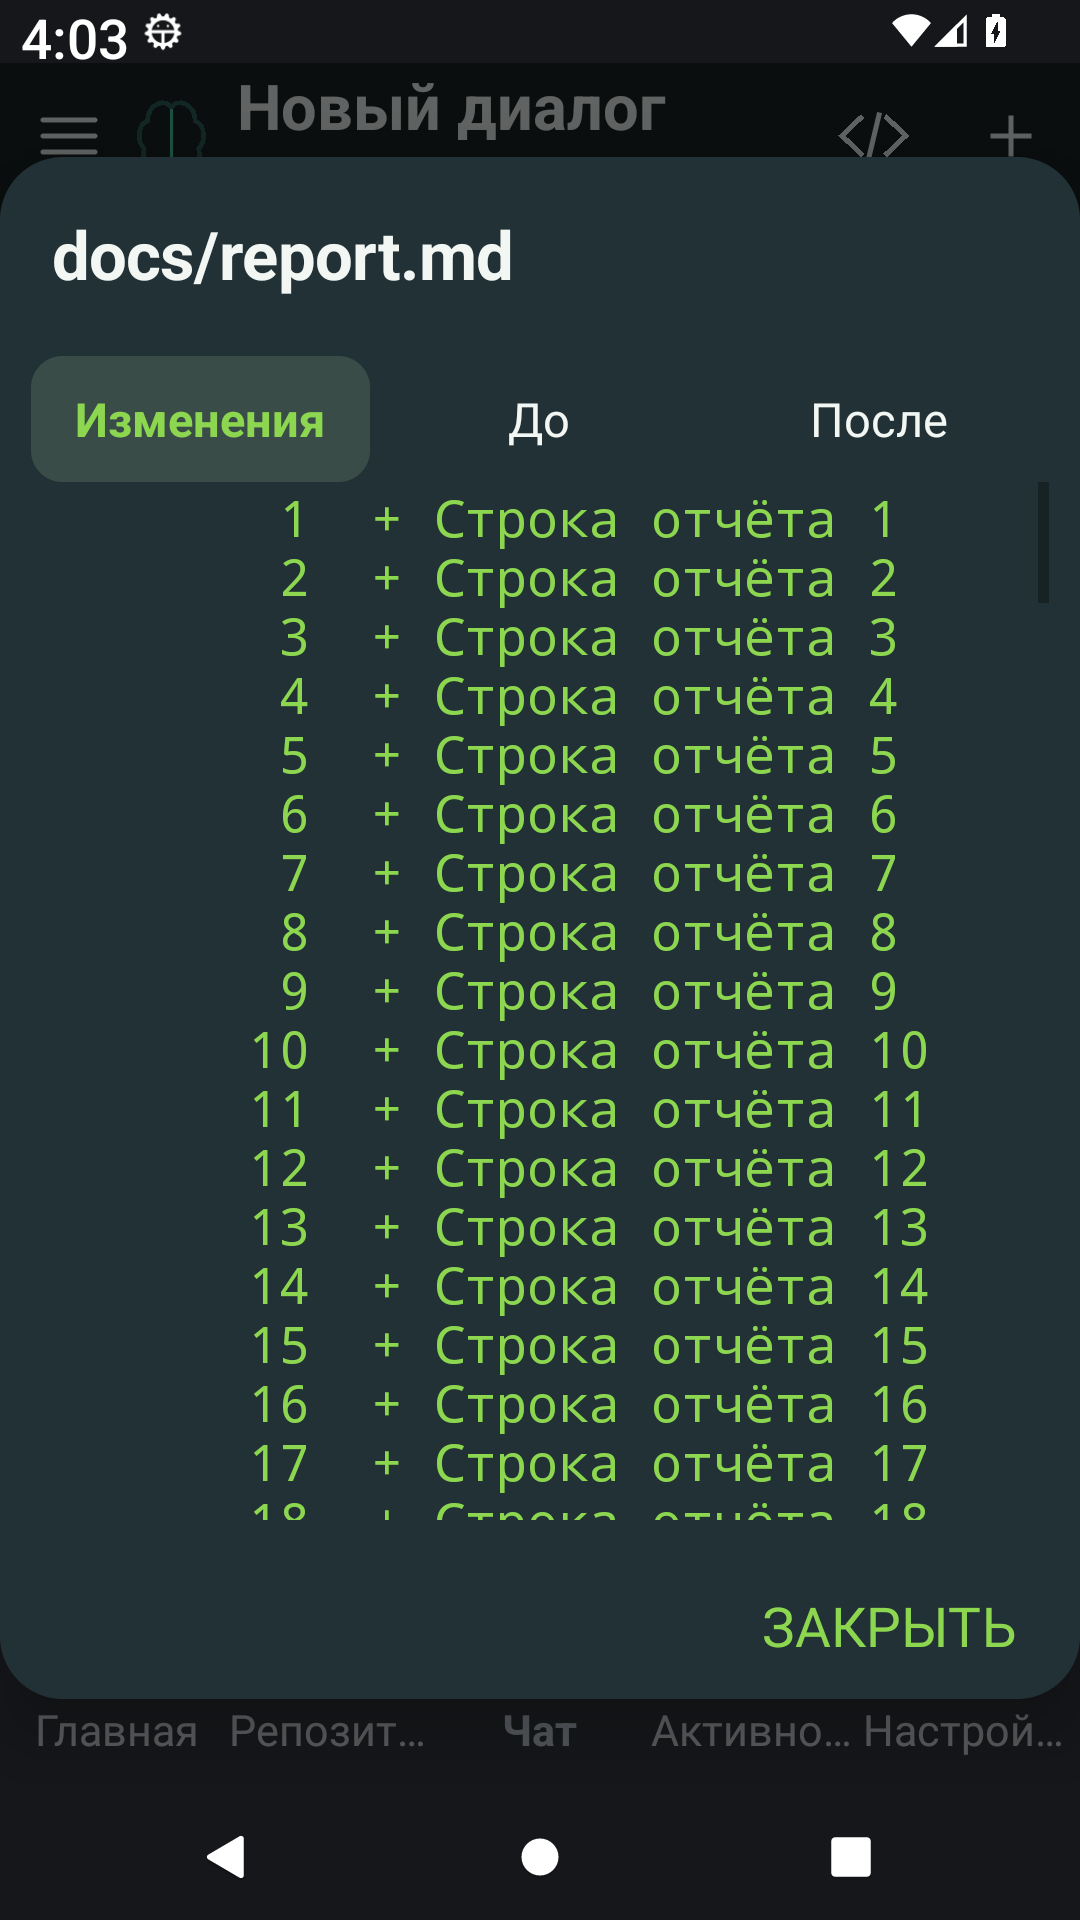 4:03
Новый диалог
docs/report.md
Изменения До После
1 + Строка отчёта 1
2 + Строка отчёта 2
3 + Строка отчёта 3
4 + Строка отчёта 4
5 + Строка отчёта 5
6 + Строка отчёта 6
7 + Строка отчёта 7
8 + Строка отчёта 8
9 + Строка отчёта 9
10 + Строка отчёта 10
11 + Строка отчёта 11
12 + Строка отчёта 12
13 + Строка отчёта 13
14 + Строка отчёта 14
15 + Строка отчёта 15
16 + Строка отчёта 16
17 + Строка отчёта 17
18 + Строка отчёта 18
ЗАКРЫТЬ
Главная Репозит... Чат Активно... Настрой...